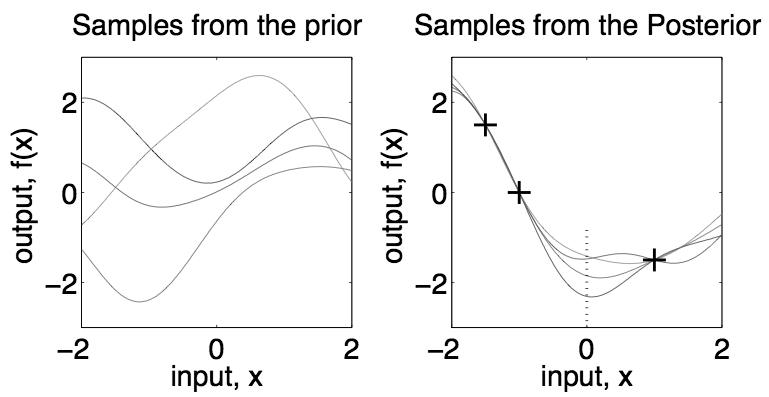 Samples from the prior
output, f(x)
2
0
−2
−2
0
2
input, x
Samples from the Posterior
output, f(x)
2
0
−2
−2
0
2
input, x